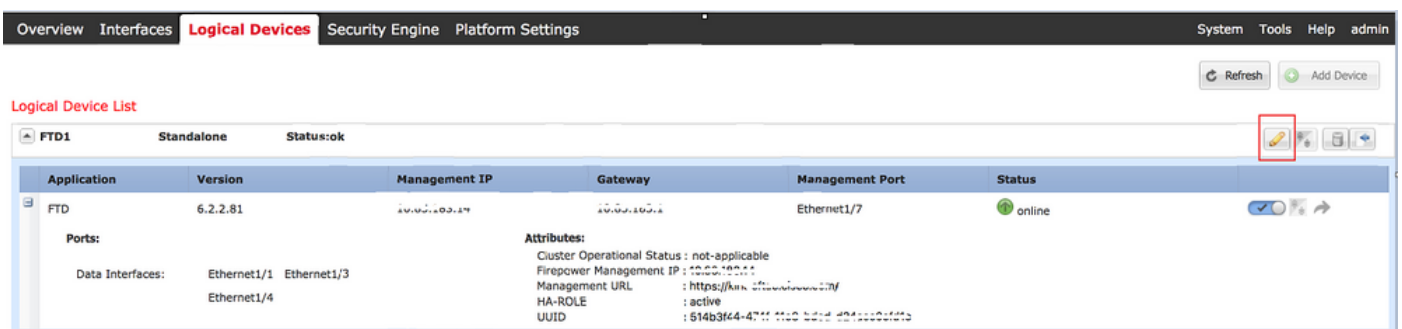 Overview Interfaces Logical Devices Security Engine Platform Settings System Tools Help admin
Refresh Add Device
Logical Device List
FTD1 Standalone Status:ok
Application Version Management IP Gateway Management Port Status
FTD 6.2.2.81 Ethernet1/7 online
Ports: Attributes:
Cluster Operational Status : not-applicable
Data Interfaces: Ethernet1/1 Ethernet1/3 Firepower Management IP :
Management URL :
Ethernet1/4 HA-ROLE : active
UUID :